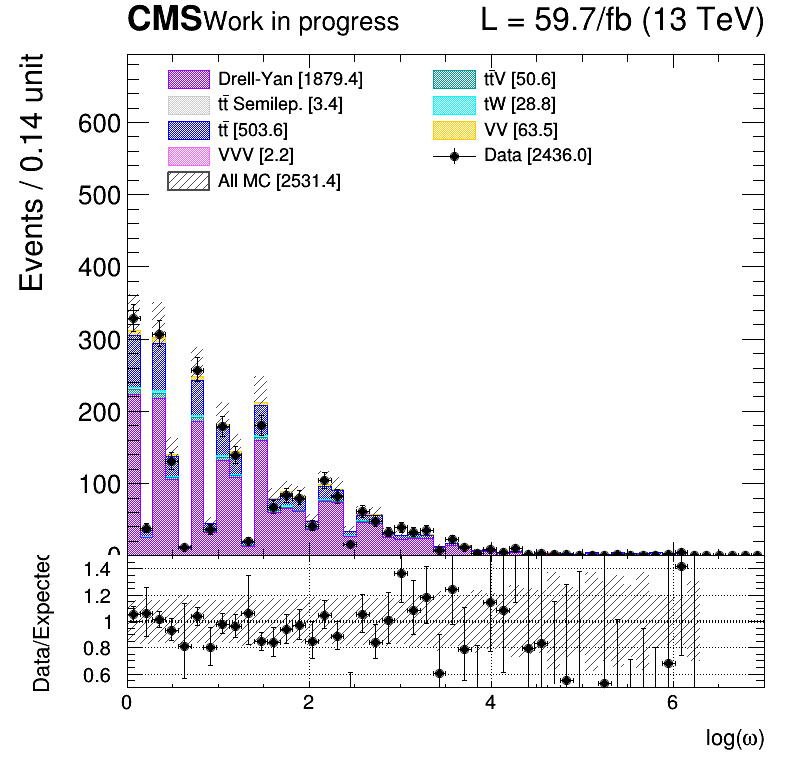 CMS Work in progress L = 59.7/fb (13 TeV)
Events / 0.14 unit
Drell-Yan [1879.4]
tt̄ Semilep. [3.4]
tt̄ [503.6]
VVV [2.2]
All MC [2531.4]
tt̄V [50.6]
tW [28.8]
VV [63.5]
Data [2436.0]
600
500
400
300
200
100
0
Data/Expected
1.4
1.2
1
0.8
0.6
0 2 4 6
log(ω)